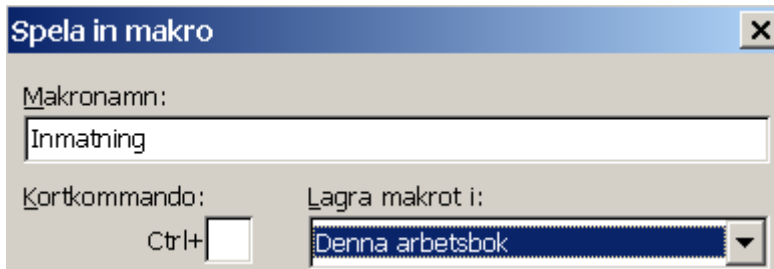 Spela in makro
Makronamn:
Inmatning
Kortkommando: Lagra makrot i:
Ctrl+ Denna arbetsbok